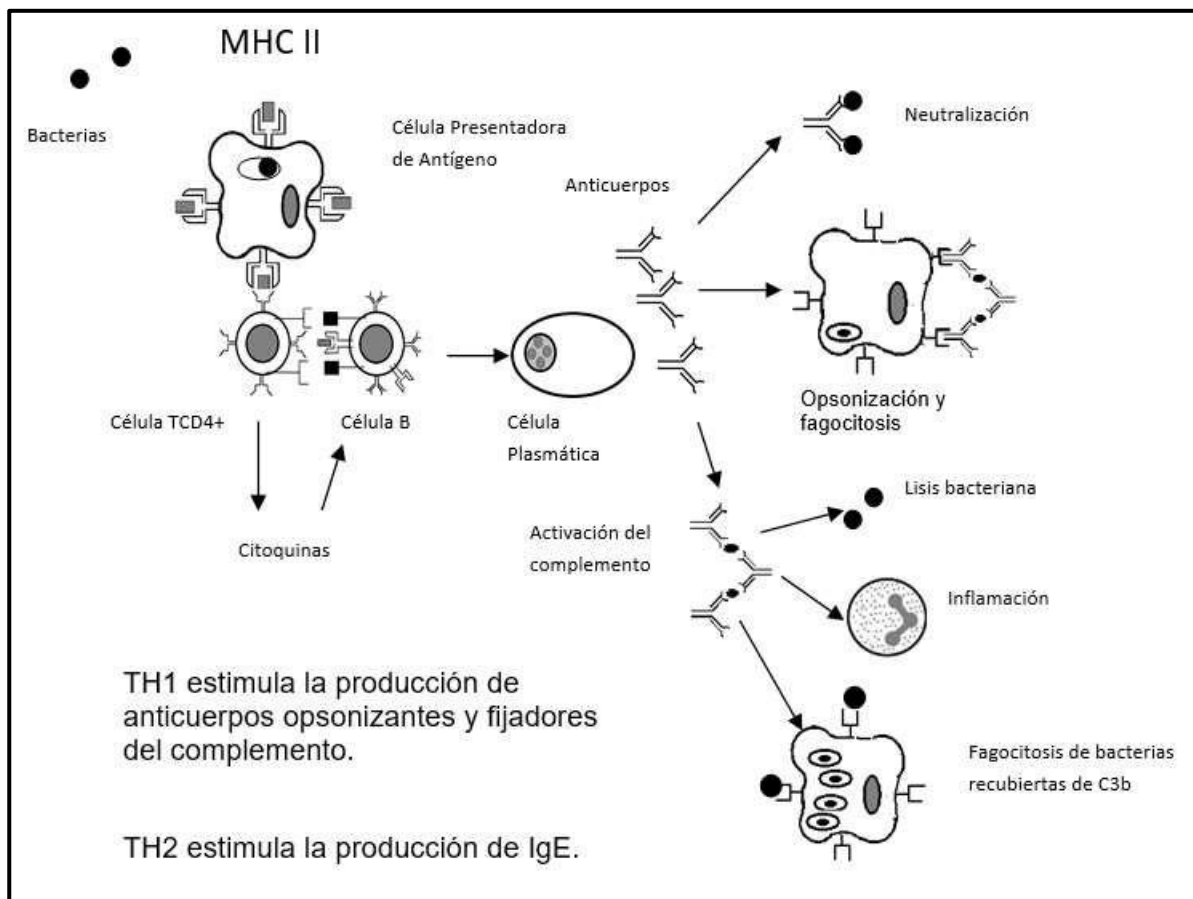 MHC II
Bacterias
Célula Presentadora
de Antígeno
Anticuerpos
Neutralización
Opsonización y
fagocitosis
Célula TCD4+
Célula B
Célula
Plasmática
Citoquinas
Activación del
complemento
Lisis bacteriana
Inflamación
Fagocitosis de bacterias
recubiertas de C3b
TH1 estimula la producción de
anticuerpos opsonizantes y fijadores
del complemento.
TH2 estimula la producción de IgE.